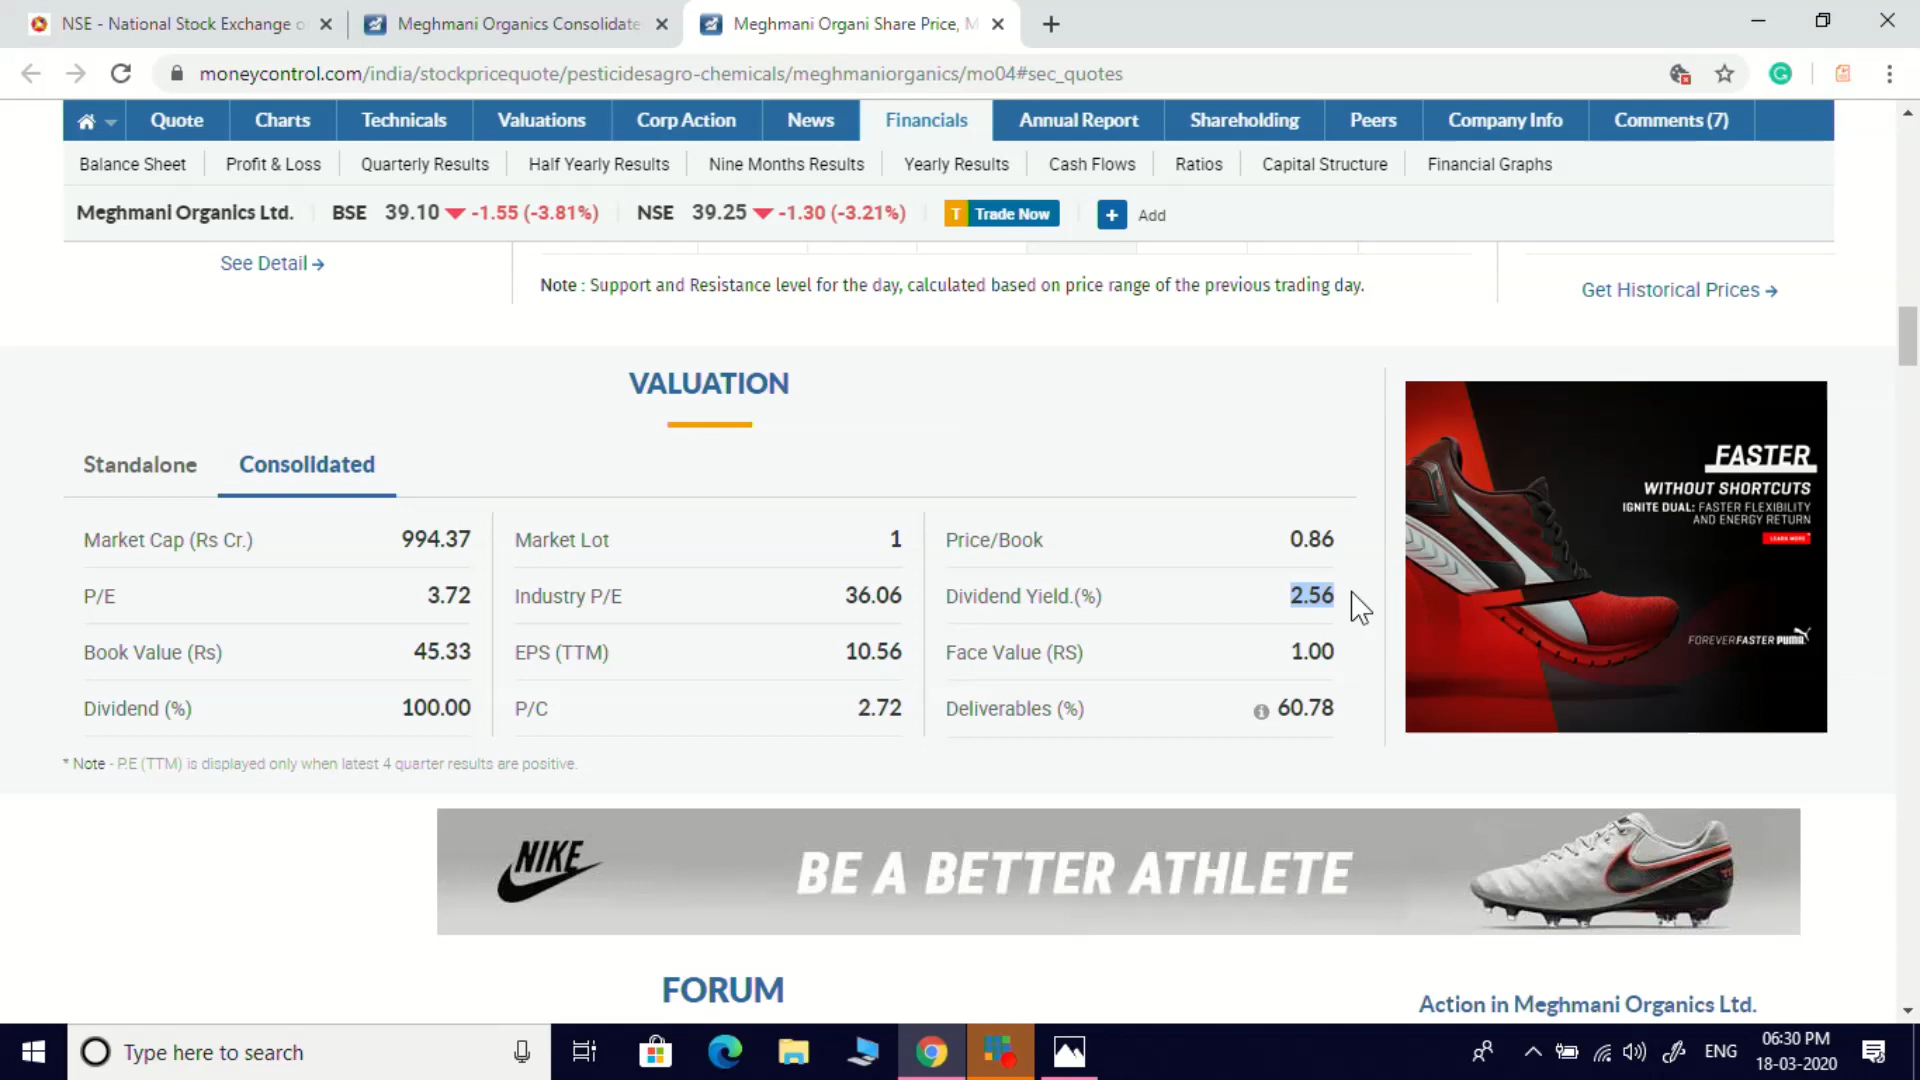 NSE - National Stock Exchange o
Meghmani Organics Consolidate
Meghmani Organi Share Price, M
moneycontrol.com/india/stockpricequote/pesticidesagro-chemicals/meghmaniorganics/mo04#sec_quotes
Quote Charts Technicals Valuations Corp Action News Financials Annual Report Shareholding Peers Company Info Comments (7)
Balance Sheet Profit & Loss Quarterly Results Half Yearly Results Nine Months Results Yearly Results Cash Flows Ratios Capital Structure Financial Graphs
Meghmani Organics Ltd. BSE 39.10 -1.55 (-3.81%) NSE 39.25 -1.30 (-3.21%) T Trade Now + Add
See Detail
Note : Support and Resistance level for the day, calculated based on price range of the previous trading day.
Get Historical Prices
VALUATION
Standalone Consolidated
Market Cap (Rs Cr.) 994.37 Market Lot 1 Price/Book 0.86
P/E 3.72 Industry P/E 36.06 Dividend Yield.(%) 2.56
Book Value (Rs) 45.33 EPS (TTM) 10.56 Face Value (RS) 1.00
Dividend (%) 100.00 P/C 2.72 Deliverables (%) 60.78
* Note - P.E (TTM) is displayed only when latest 4 quarter results are positive.
FASTER
WITHOUT SHORTCUTS
IGNITE DUAL: FASTER FLEXIBILITY
AND ENERGY RETURN
LEARN MORE
FOREVER FASTER PUMA
NIKE
BE A BETTER ATHLETE
FORUM
Action in Meghmani Organics Ltd.
Type here to search
ENG
06:30 PM
18-03-2020